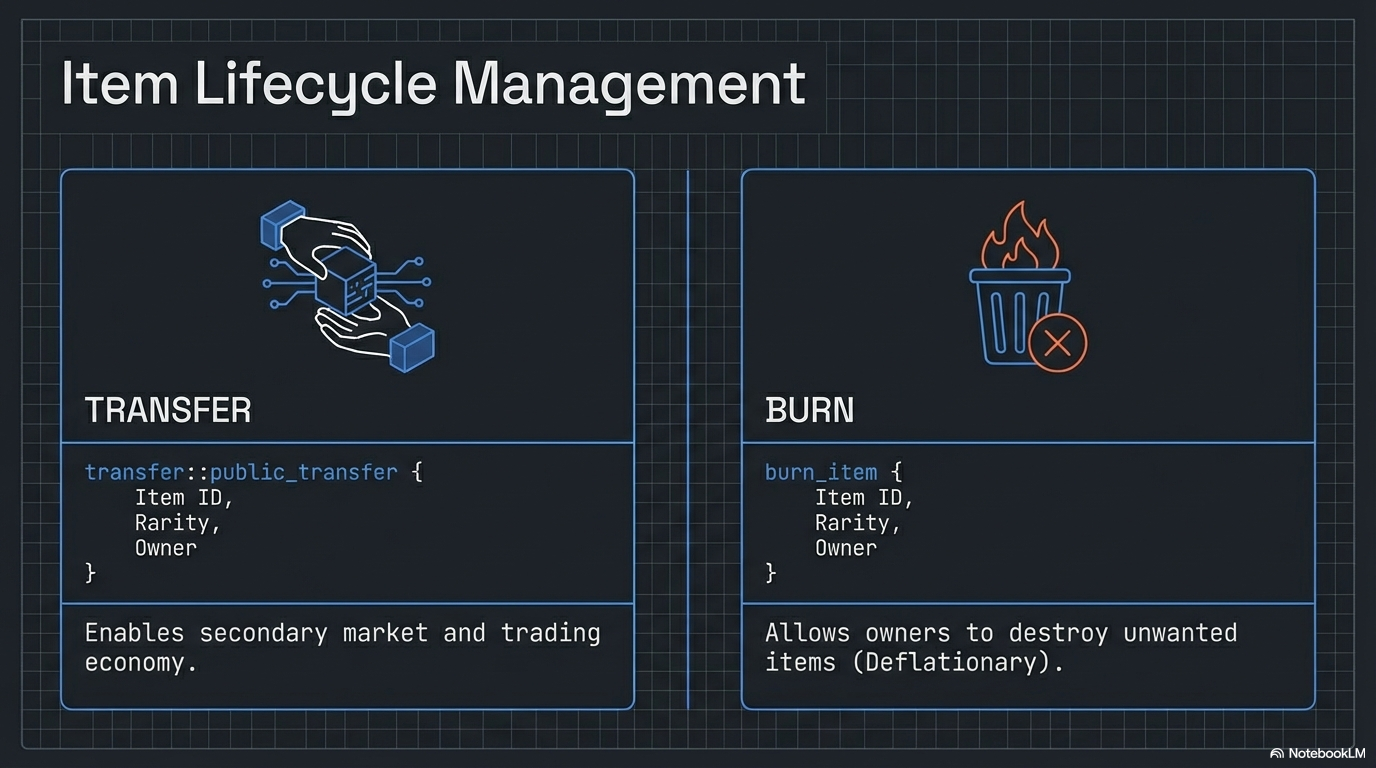 Item Lifecycle Management
TRANSFER
transfer::public_transfer {
    Item ID,
    Rarity,
    Owner
}
Enables secondary market and trading
economy.
BURN
burn_item {
    Item ID,
    Rarity,
    Owner
}
Allows owners to destroy unwanted
items (Deflationary).
NotebookLM